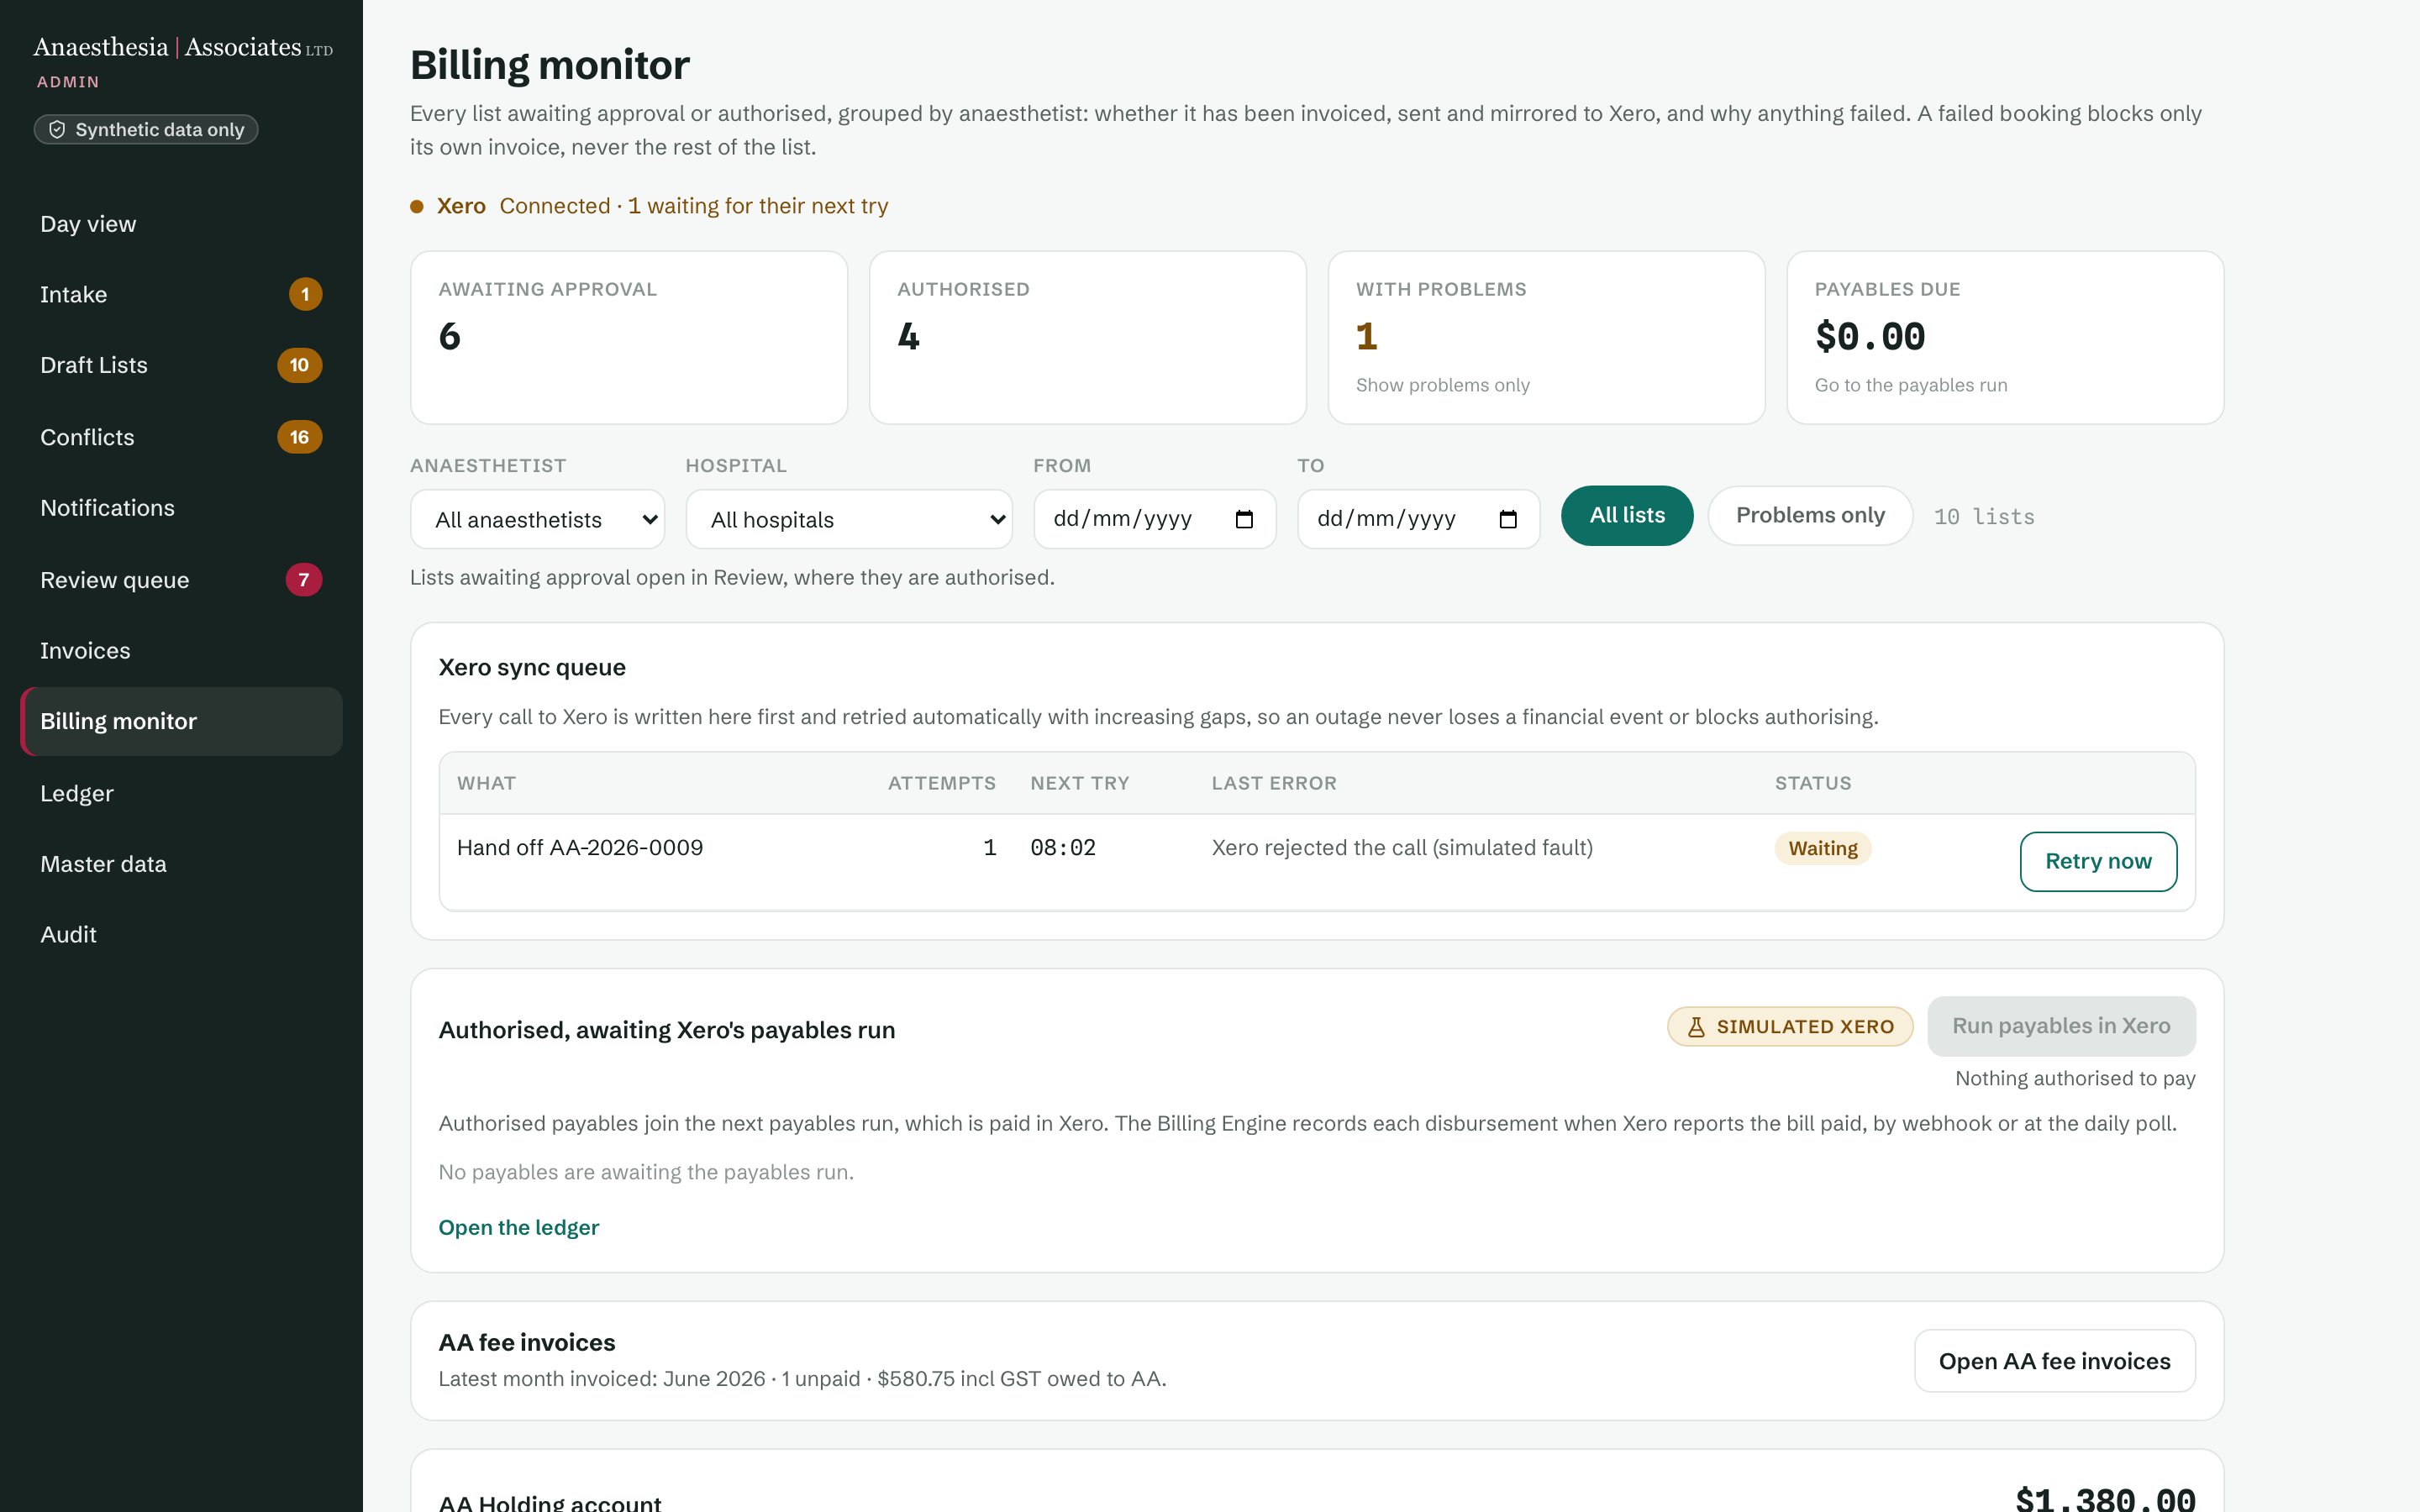 Anaesthesia | Associates LTD
ADMIN
Synthetic data only
Day view
Intake 1
Draft Lists 10
Conflicts 16
Notifications
Review queue 7
Invoices
Billing monitor
Ledger
Master data
Audit
Billing monitor
Every list awaiting approval or authorised, grouped by anaesthetist: whether it has been invoiced, sent and mirrored to Xero, and why anything failed. A failed booking blocks only
its own invoice, never the rest of the list.
Xero Connected · 1 waiting for their next try
AWAITING APPROVAL
6
AUTHORISED
4
WITH PROBLEMS
1
Show problems only
PAYABLES DUE
$0.00
Go to the payables run
ANAESTHETIST HOSPITAL FROM TO
All anaesthetists All hospitals dd/mm/yyyy dd/mm/yyyy All lists Problems only 10 lists
Lists awaiting approval open in Review, where they are authorised.
Xero sync queue
Every call to Xero is written here first and retried automatically with increasing gaps, so an outage never loses a financial event or blocks authorising.
WHAT ATTEMPTS NEXT TRY LAST ERROR STATUS
Hand off AA-2026-0009 1 08:02 Xero rejected the call (simulated fault) Waiting Retry now
Authorised, awaiting Xero's payables run SIMULATED XERO Run payables in Xero
Nothing authorised to pay
Authorised payables join the next payables run, which is paid in Xero. The Billing Engine records each disbursement when Xero reports the bill paid, by webhook or at the daily poll.
No payables are awaiting the payables run.
Open the ledger
AA fee invoices
Latest month invoiced: June 2026 · 1 unpaid · $580.75 incl GST owed to AA.
Open AA fee invoices
AA Holding account $1,380.00